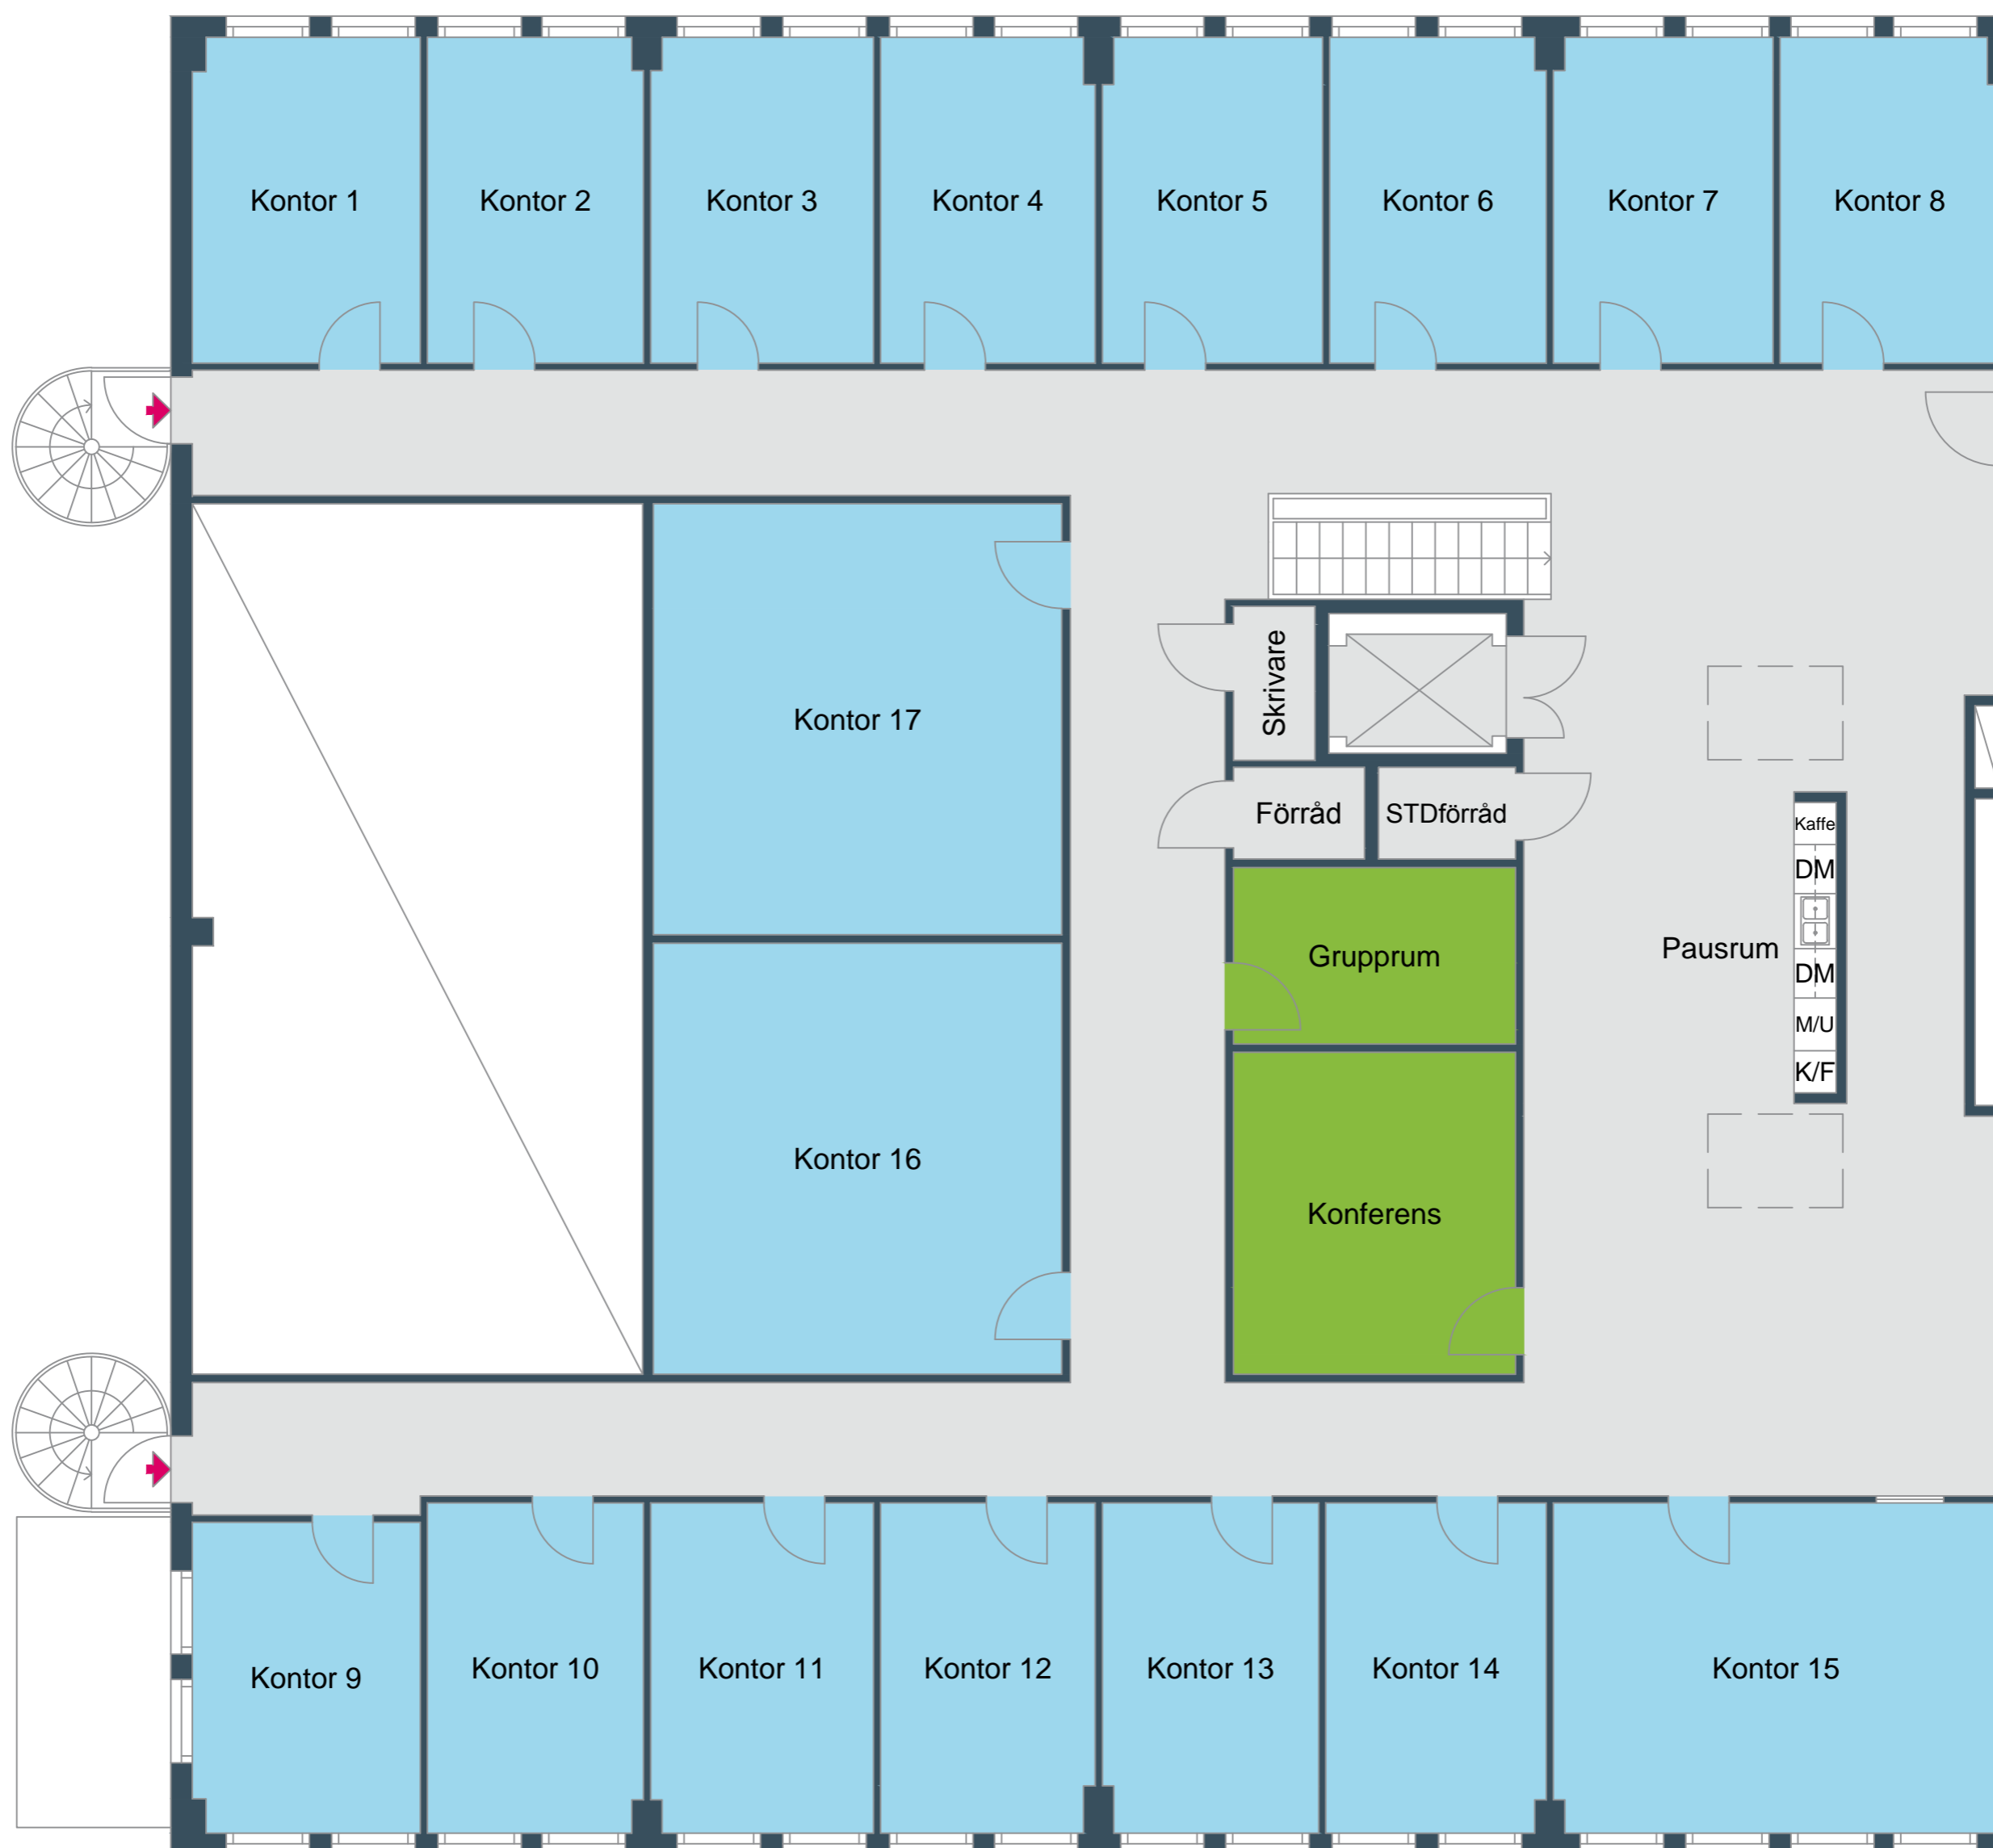 Kontor 1
Kontor 2
Kontor 3
Kontor 4
Kontor 5
Kontor 6
Kontor 7
Kontor 8
Kontor 17
Skrivare
Förråd
STDförråd
Kaffe
DM
Grupprum
Pausrum
DM
M/U
K/F
Kontor 16
Konferens
Kontor 9
Kontor 10
Kontor 11
Kontor 12
Kontor 13
Kontor 14
Kontor 15